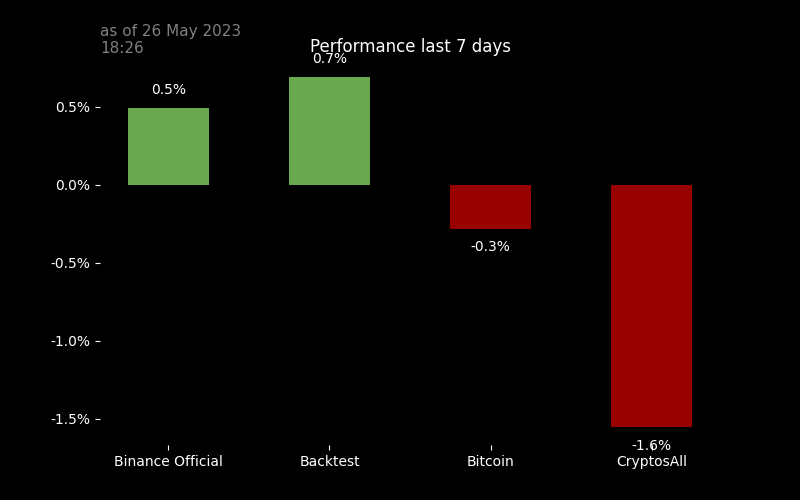 as of 26 May 2023
18:26
Performance last 7 days
0.7%
0.5%
0.5%
0.0%
-0.3%
-0.5%
-1.0%
-1.5%
-1.6%
Binance Official
Backtest
Bitcoin
CryptosAll